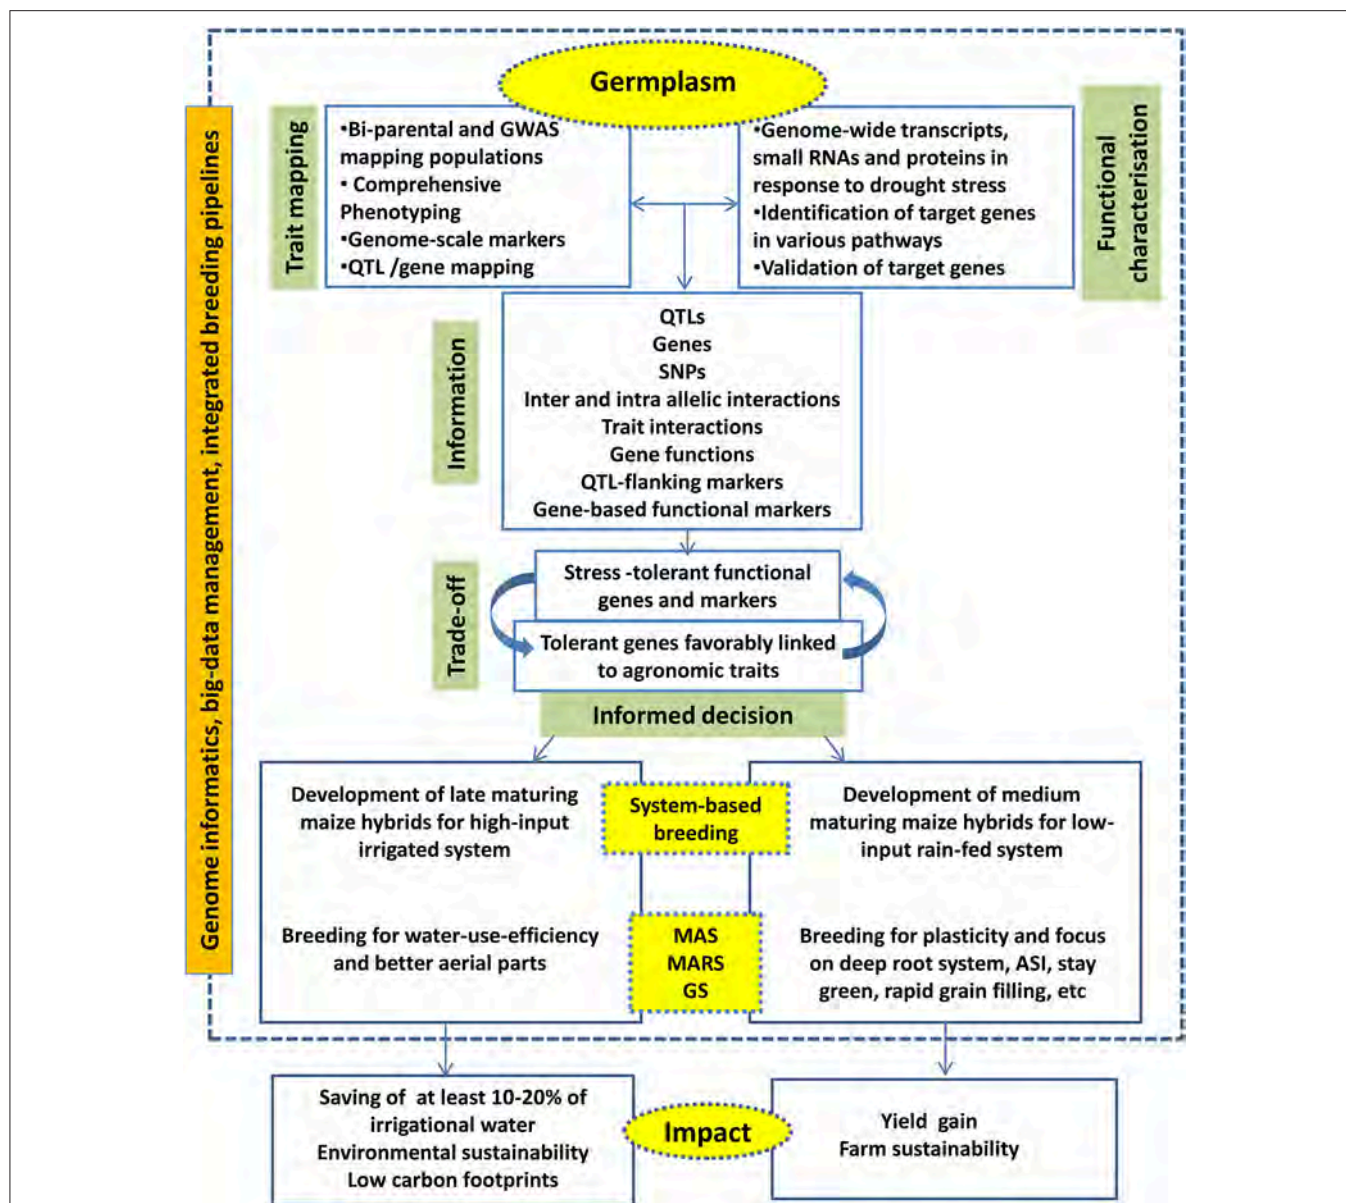 Germplasm
Genome informatics, big-data management, integrated breeding pipelines
Trait mapping
•Bi-parental and GWAS
mapping populations
• Comprehensive
Phenotyping
•Genome-scale markers
•QTL /gene mapping
•Genome-wide transcripts,
small RNAs and proteins in
response to drought stress
•Identification of target genes
in various pathways
•Validation of target genes
Functional
characterisation
Information
QTLs
Genes
SNPs
Inter and intra allelic interactions
Trait interactions
Gene functions
QTL-flanking markers
Gene-based functional markers
Trade-off
Stress -tolerant functional
genes and markers
Tolerant genes favorably linked
to agronomic traits
Informed decision
Development of late maturing
maize hybrids for high-input
irrigated system
Breeding for water-use-efficiency
and better aerial parts
System-based
breeding
MAS
MARS
GS
Development of medium
maturing maize hybrids for low-
input rain-fed system
Breeding for plasticity and focus
on deep root system, ASI, stay
green, rapid grain filling, etc
Saving of at least 10-20% of
irrigational water
Environmental sustainability
Low carbon footprints
Impact
Yield gain
Farm sustainability